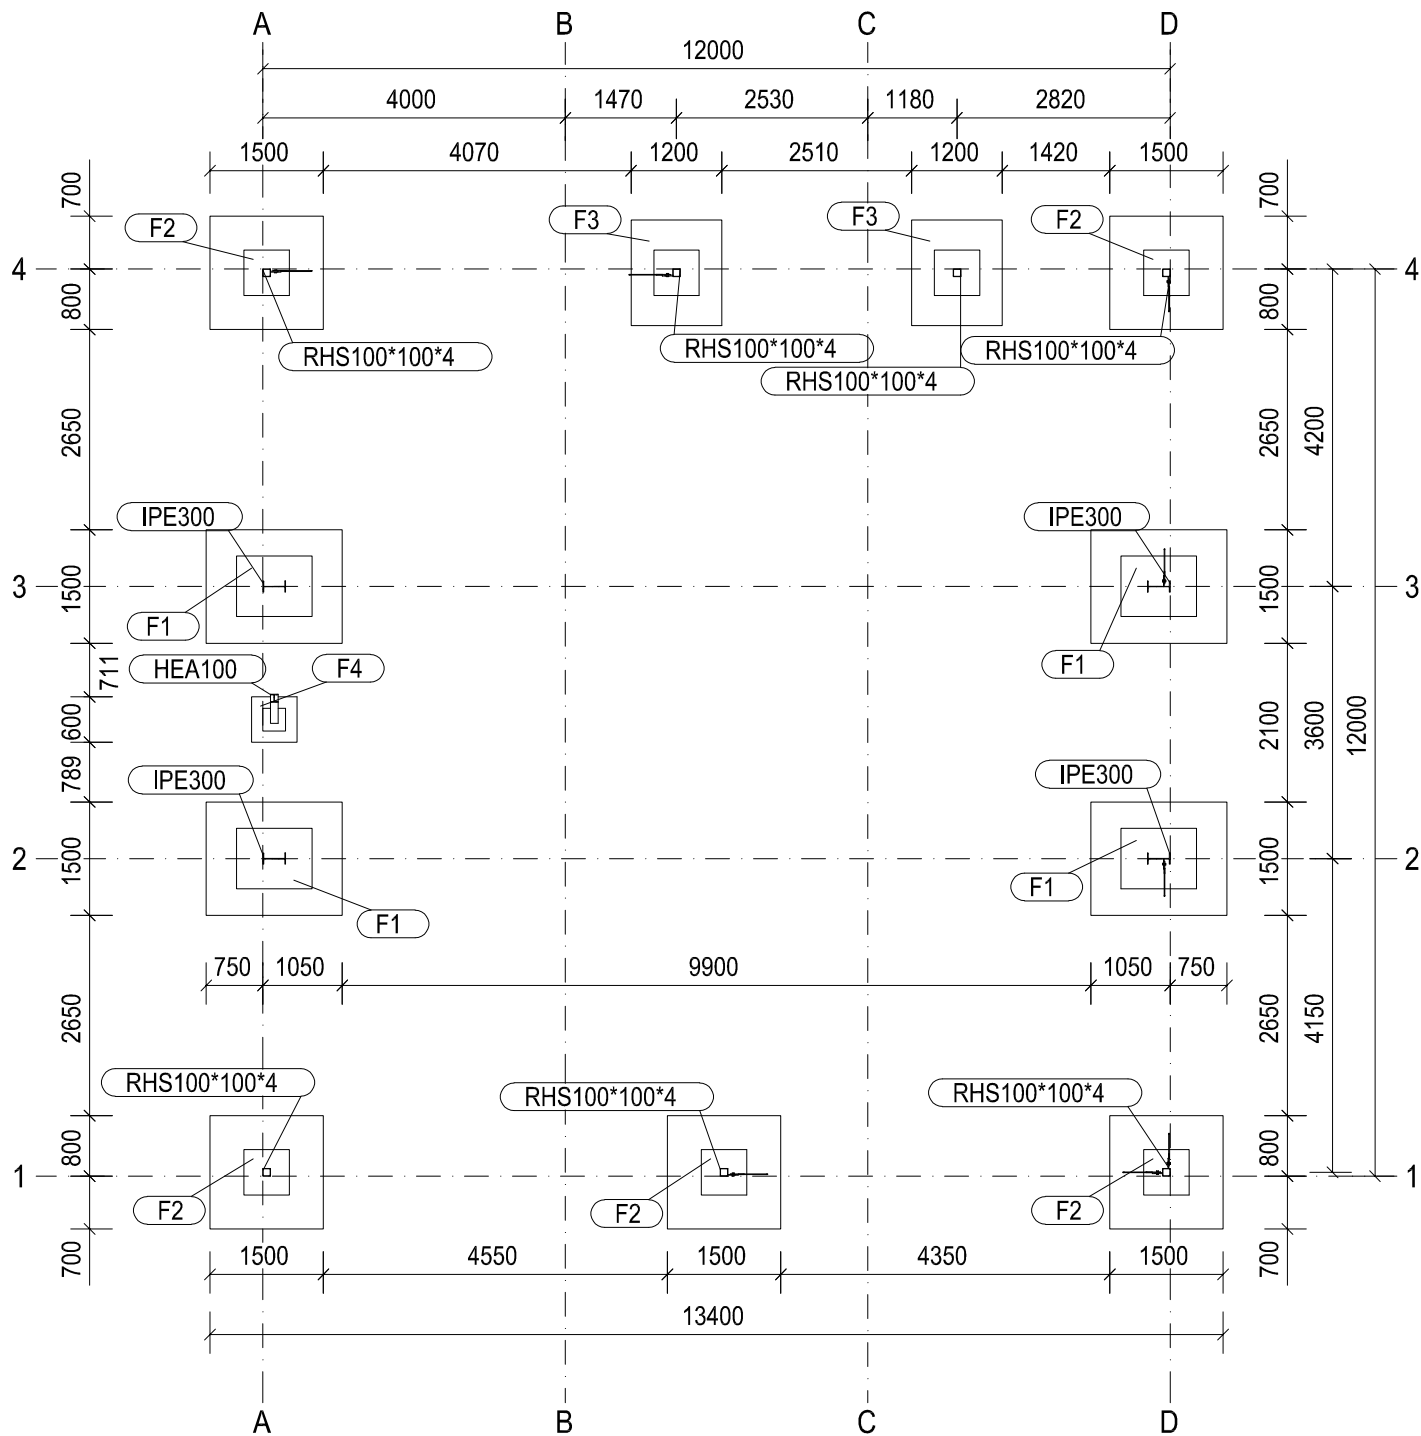 A B C D
12000
4000 1470 2530 1180 2820
1500 4070 1200 2510 1200 1420 1500
700 700
F2 F3 F3 F2
4 4
800 800
RHS100*100*4 RHS100*100*4 RHS100*100*4
RHS100*100*4
2650 2650 4200
IPE300 IPE300
3 1500 1500 3
F1 F1
711 HEA100 F4
600 2100 3600 12000
789 IPE300 IPE300
2 1500 1500 2
F1 F1
750 1050 9900 1050 750
2650 2650 4150
RHS100*100*4 RHS100*100*4 RHS100*100*4
800 800
1 1
F2 F2 F2
700 1500 4550 1500 4350 1500 700
13400
A B C D